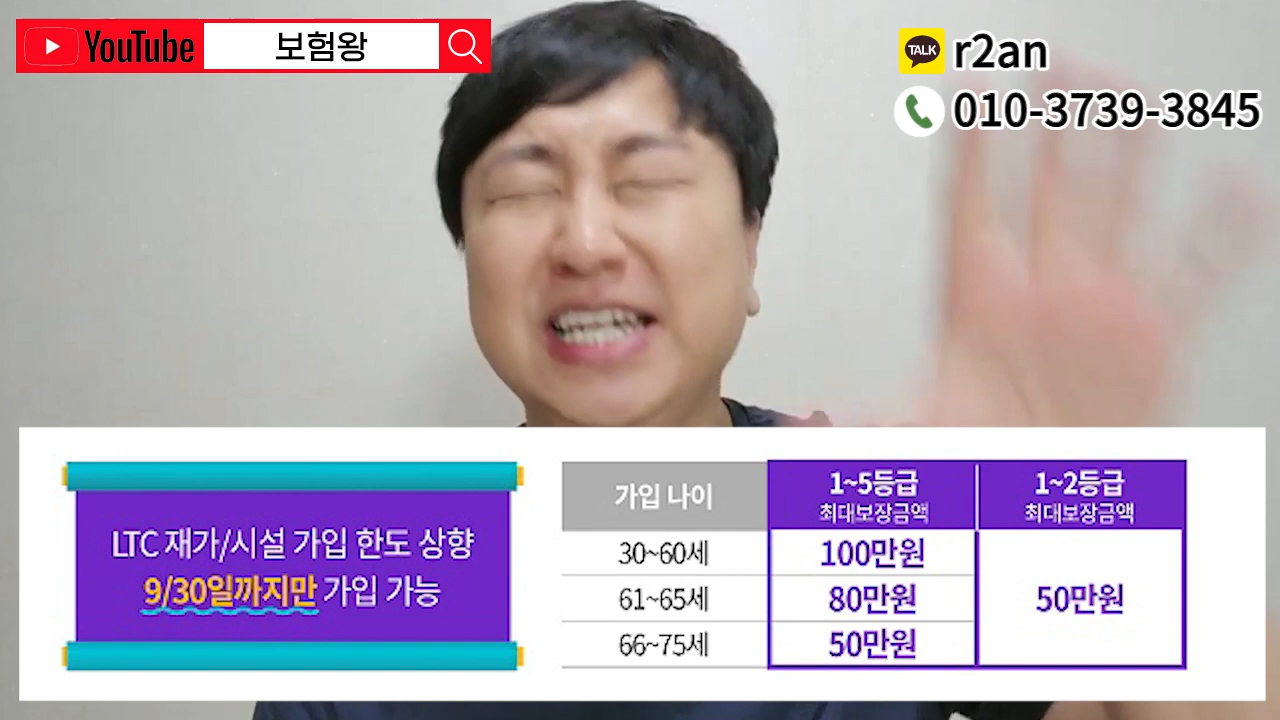 YouTube 보험왕
TALK r2an
010-3739-3845
LTC 재가/시설 가입 한도 상향
9/30일까지만 가입 가능
가입 나이 1~5등급 최대보장금액 1~2등급 최대보장금액
30~60세 100만원
61~65세 80만원 50만원
66~75세 50만원